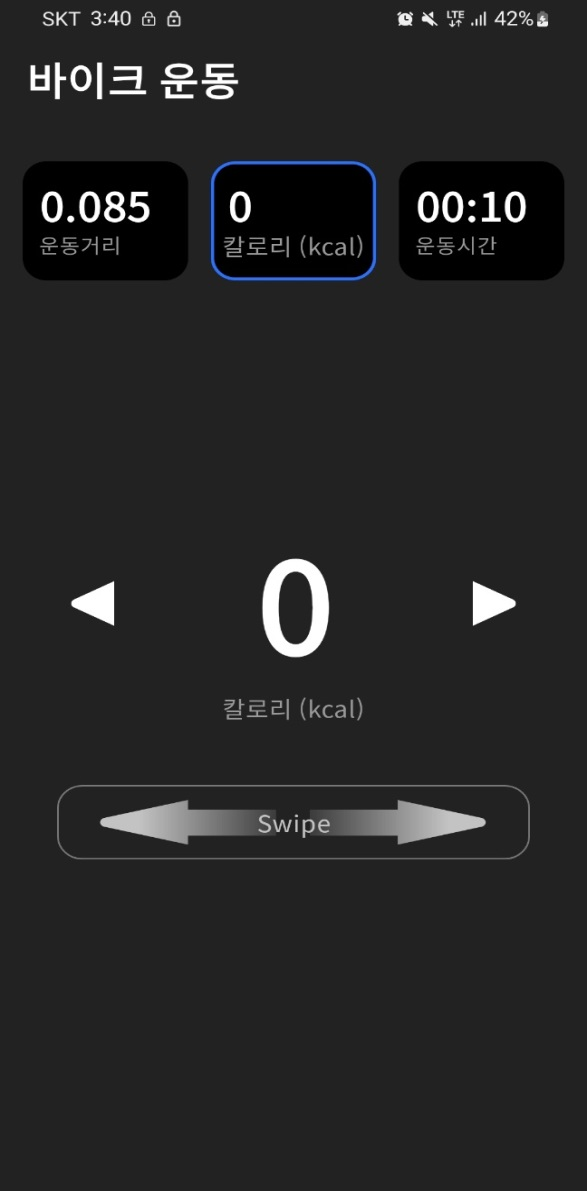 SKT 3:40 LTE 42%
바이크 운동
0.085 0 00:10
운동거리 칼로리 (kcal) 운동시간
0
칼로리 (kcal)
Swipe